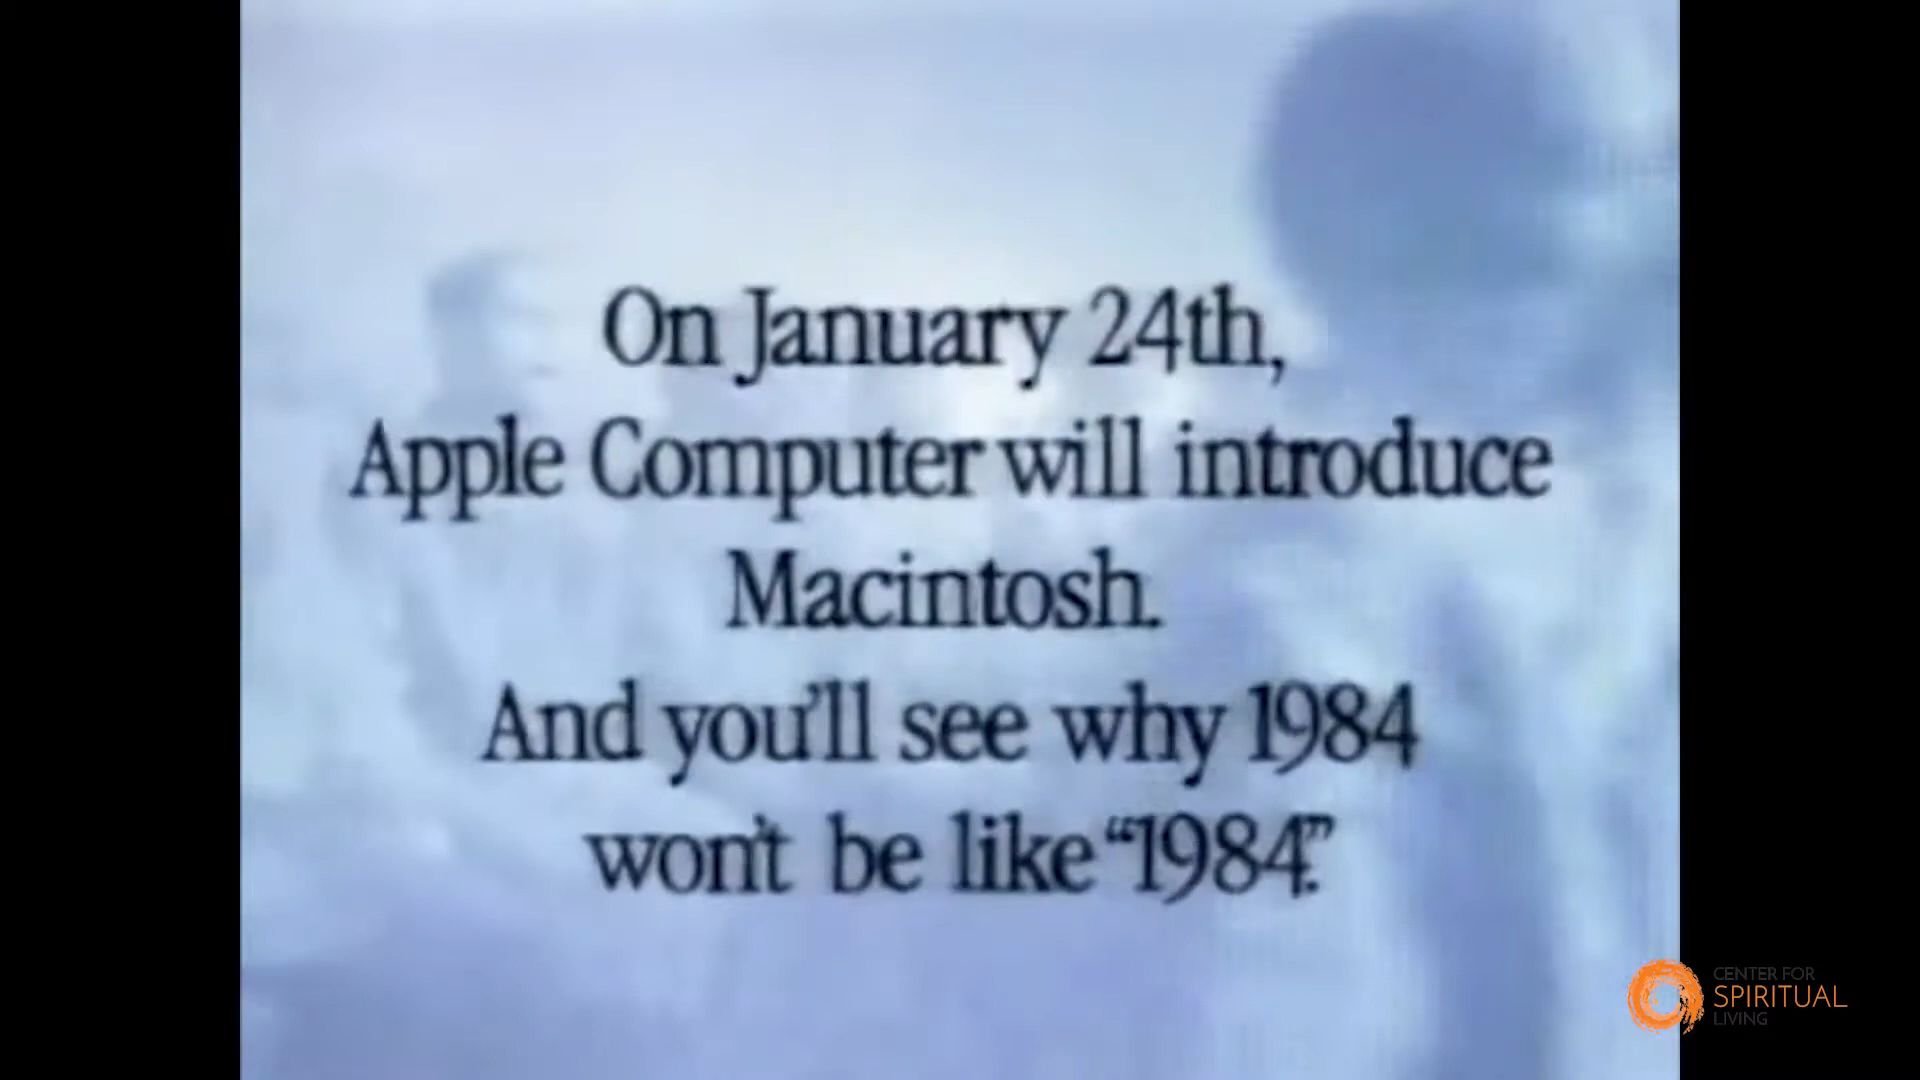 On January 24th,
Apple Computer will introduce
Macintosh.
And you'll see why 1984
won't be like “1984.”
CENTER FOR
SPIRITUAL
LIVING